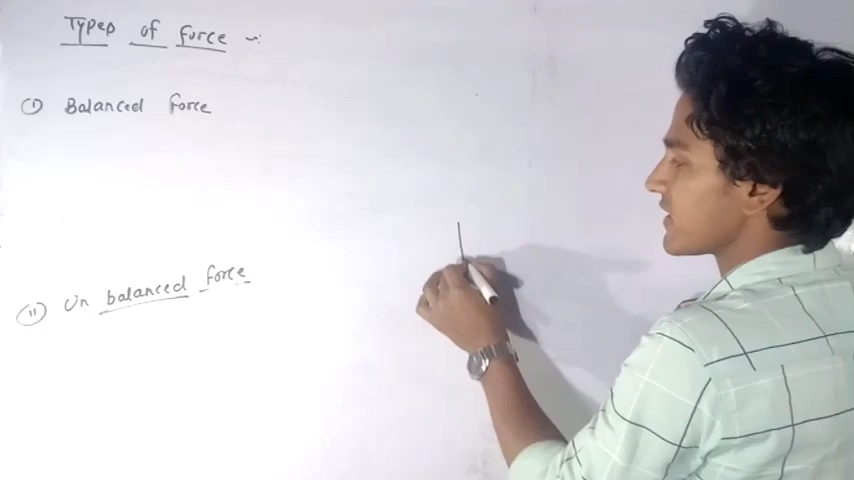 Types of force -:
(I) Balanced force
(II) Un balanced force